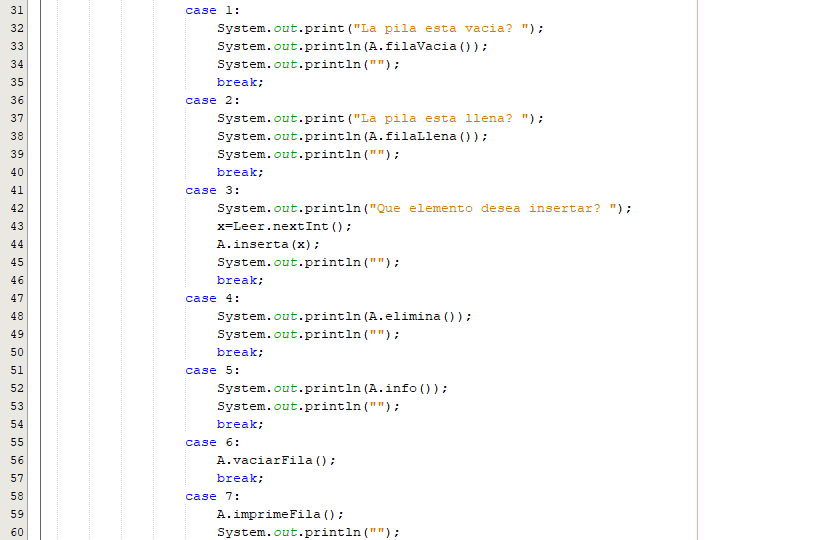 31 case 1:
32 System.out.print("La pila esta vacia? ");
33 System.out.println(A.filaVacia());
34 System.out.println("");
35 break;
36 case 2:
37 System.out.print("La pila esta llena? ");
38 System.out.println(A.filaLlena());
39 System.out.println("");
40 break;
41 case 3:
42 System.out.println("Que elemento desea insertar? ");
43 x=Leer.nextInt();
44 A.inserta(x);
45 System.out.println("");
46 break;
47 case 4:
48 System.out.println(A.elimina());
49 System.out.println("");
50 break;
51 case 5:
52 System.out.println(A.info());
53 System.out.println("");
54 break;
55 case 6:
56 A.vaciarFila();
57 break;
58 case 7:
59 A.imprimeFila();
60 System.out.println("");